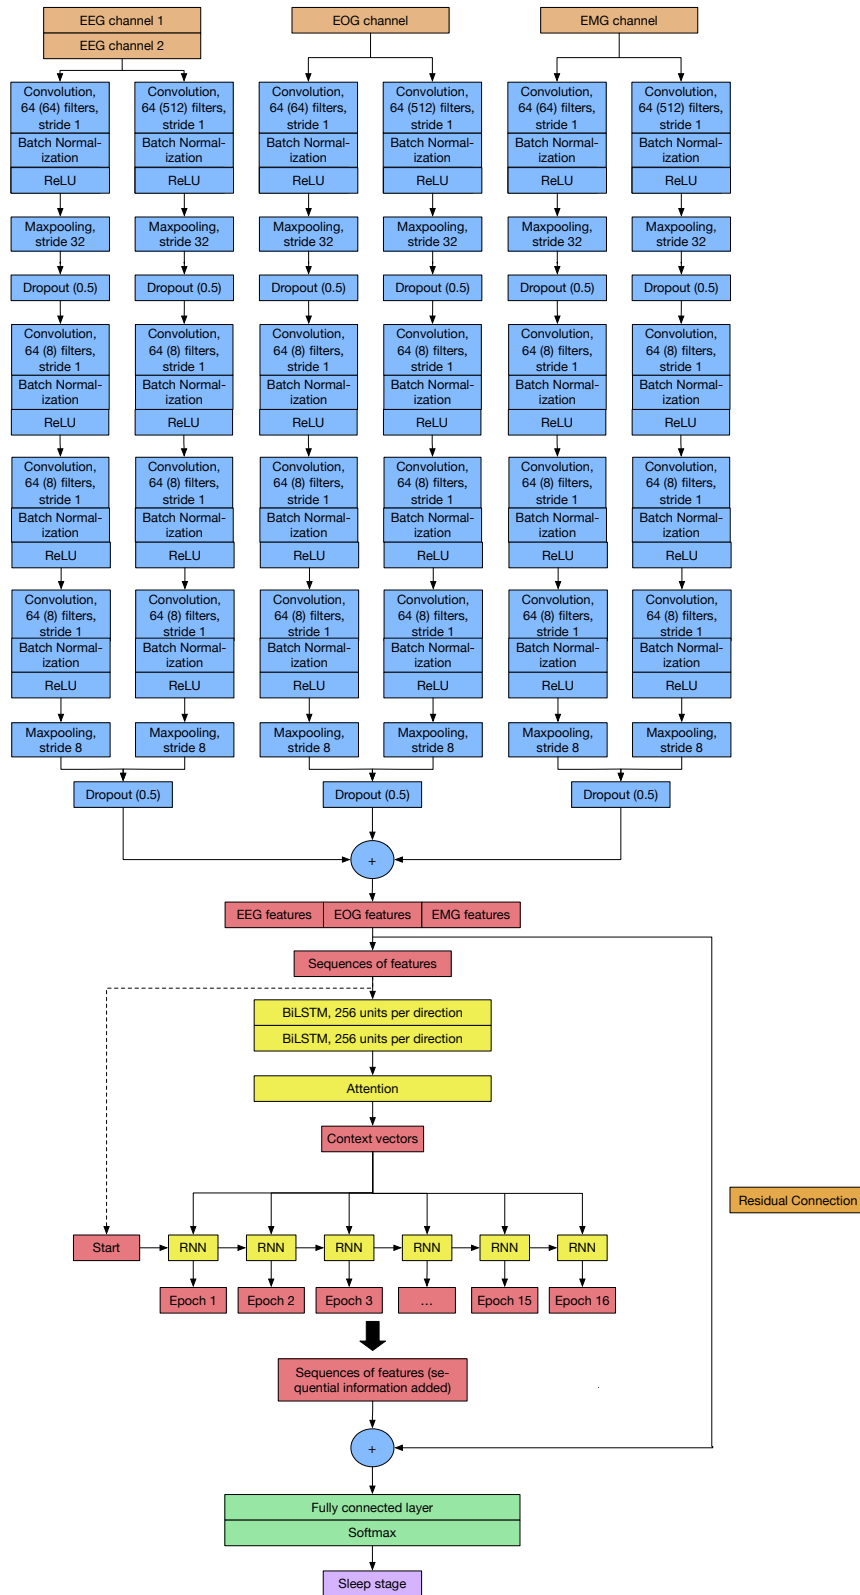 EEG channel 1
EEG channel 2
EOG channel
EMG channel
Convolution,
64 (64) filters,
stride 1
Batch Normal-
ization
ReLU
Convolution,
64 (512) filters,
stride 1
Batch Normal-
ization
ReLU
Convolution,
64 (64) filters,
stride 1
Batch Normal-
ization
ReLU
Convolution,
64 (512) filters,
stride 1
Batch Normal-
ization
ReLU
Convolution,
64 (64) filters,
stride 1
Batch Normal-
ization
ReLU
Convolution,
64 (512) filters,
stride 1
Batch Normal-
ization
ReLU
Maxpooling,
stride 32
Maxpooling,
stride 32
Maxpooling,
stride 32
Maxpooling,
stride 32
Maxpooling,
stride 32
Maxpooling,
stride 32
Dropout (0.5)
Dropout (0.5)
Dropout (0.5)
Dropout (0.5)
Dropout (0.5)
Dropout (0.5)
Convolution,
64 (8) filters,
stride 1
Batch Normal-
ization
ReLU
Convolution,
64 (8) filters,
stride 1
Batch Normal-
ization
ReLU
Convolution,
64 (8) filters,
stride 1
Batch Normal-
ization
ReLU
Convolution,
64 (8) filters,
stride 1
Batch Normal-
ization
ReLU
Convolution,
64 (8) filters,
stride 1
Batch Normal-
ization
ReLU
Convolution,
64 (8) filters,
stride 1
Batch Normal-
ization
ReLU
Convolution,
64 (8) filters,
stride 1
Batch Normal-
ization
ReLU
Convolution,
64 (8) filters,
stride 1
Batch Normal-
ization
ReLU
Convolution,
64 (8) filters,
stride 1
Batch Normal-
ization
ReLU
Convolution,
64 (8) filters,
stride 1
Batch Normal-
ization
ReLU
Convolution,
64 (8) filters,
stride 1
Batch Normal-
ization
ReLU
Convolution,
64 (8) filters,
stride 1
Batch Normal-
ization
ReLU
Convolution,
64 (8) filters,
stride 1
Batch Normal-
ization
ReLU
Convolution,
64 (8) filters,
stride 1
Batch Normal-
ization
ReLU
Convolution,
64 (8) filters,
stride 1
Batch Normal-
ization
ReLU
Convolution,
64 (8) filters,
stride 1
Batch Normal-
ization
ReLU
Convolution,
64 (8) filters,
stride 1
Batch Normal-
ization
ReLU
Convolution,
64 (8) filters,
stride 1
Batch Normal-
ization
ReLU
Maxpooling,
stride 8
Maxpooling,
stride 8
Maxpooling,
stride 8
Maxpooling,
stride 8
Maxpooling,
stride 8
Maxpooling,
stride 8
Dropout (0.5)
Dropout (0.5)
Dropout (0.5)
+
EEG features
EOG features
EMG features
Sequences of features
BiLSTM, 256 units per direction
BiLSTM, 256 units per direction
Attention
Context vectors
Residual Connection
Start
RNN
RNN
RNN
RNN
RNN
RNN
Epoch 1
Epoch 2
Epoch 3
...
Epoch 15
Epoch 16
Sequences of features (se-
quential information added)
+
Fully connected layer
Softmax
Sleep stage